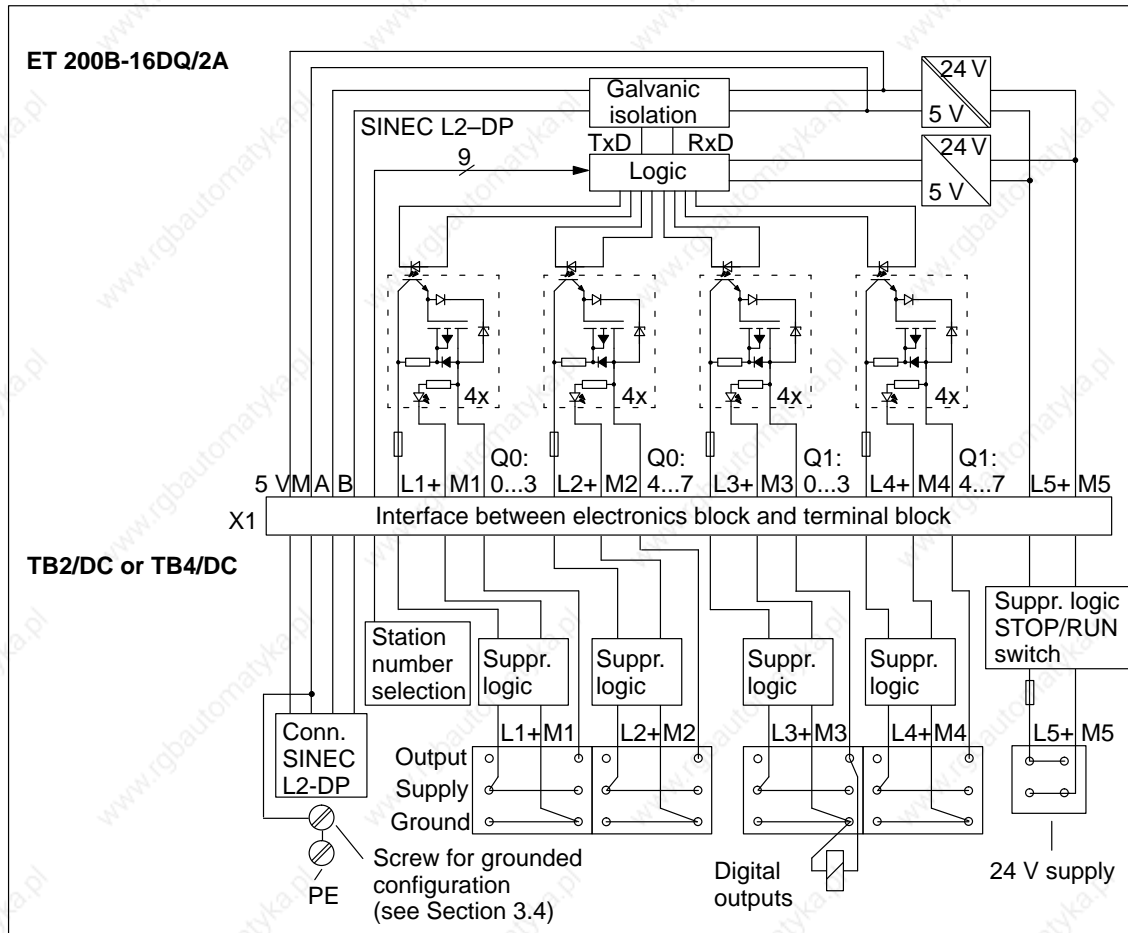 ET 200B-16DQ/2A
24 V
5 V
Galvanic
isolation
SINEC L2–DP
TxD RxD
9
Logic
24 V
5 V
4x 4x 4x 4x
Q0: Q0: Q1: Q1:
5 V M A B L1+ M1 0...3 L2+ M2 4...7 L3+ M3 0...3 L4+ M4 4...7 L5+ M5
X1 Interface between electronics block and terminal block
TB2/DC or TB4/DC
Station
number
selection
Suppr.
logic
Suppr.
logic
Suppr.
logic
Suppr.
logic
Suppr. logic
STOP/RUN
switch
Conn.
SINEC
L2-DP
L1+ M1 L2+ M2 L3+ M3 L4+ M4 L5+ M5
Output
Supply
Ground
PE
Screw for grounded
configuration
(see Section 3.4)
Digital
outputs
24 V supply
www.rgbautomatyka.pl